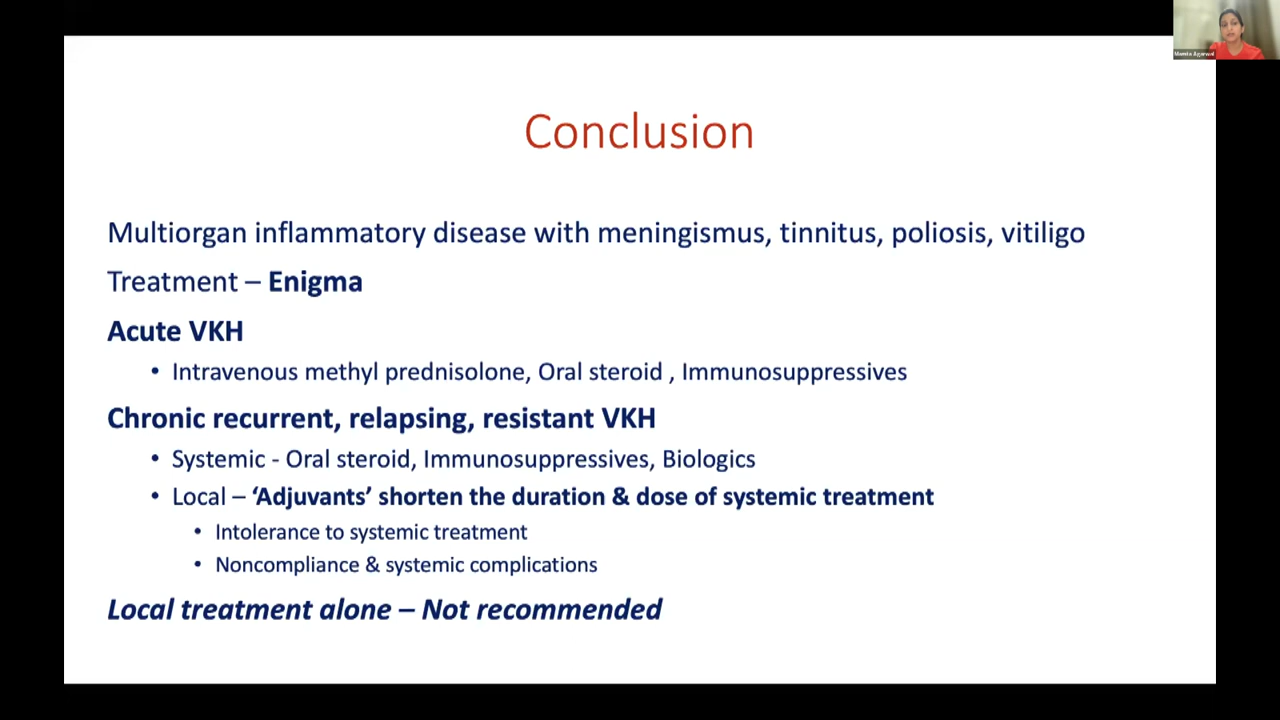 Mamta Agarwal
Conclusion
Multiorgan inflammatory disease with meningismus, tinnitus, poliosis, vitiligo
Treatment – Enigma
Acute VKH
• Intravenous methyl prednisolone, Oral steroid , Immunosuppressives
Chronic recurrent, relapsing, resistant VKH
• Systemic - Oral steroid, Immunosuppressives, Biologics
• Local – ‘Adjuvants’ shorten the duration & dose of systemic treatment
• Intolerance to systemic treatment
• Noncompliance & systemic complications
Local treatment alone – Not recommended